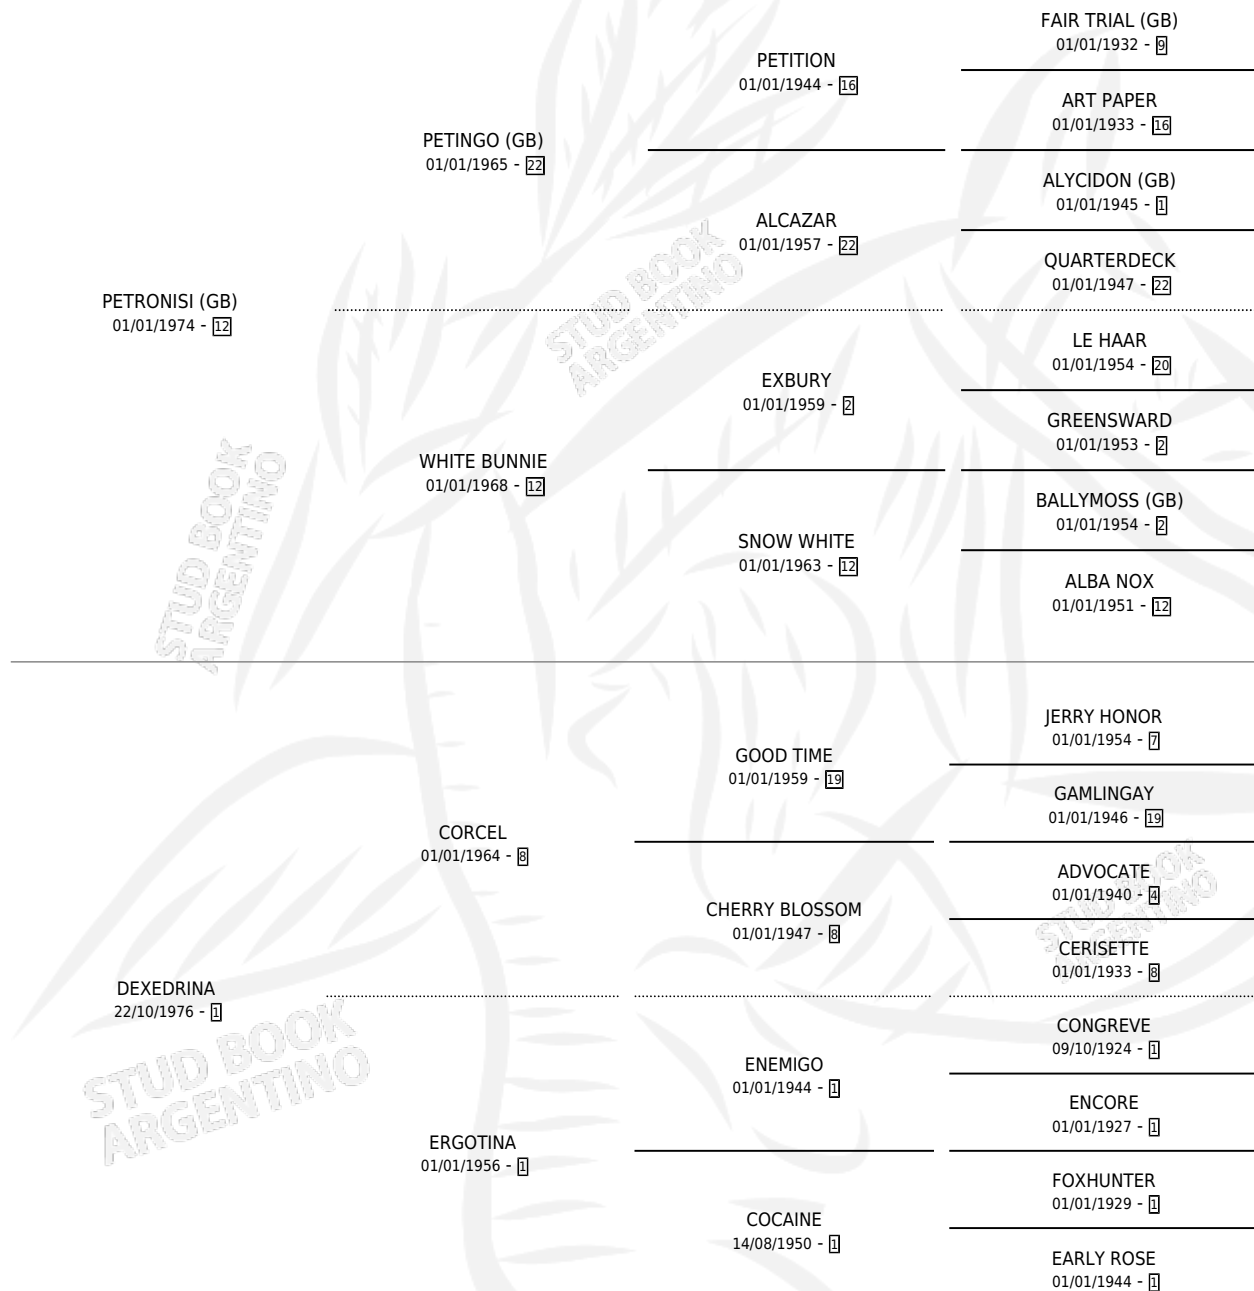 FAIR TRIAL (GB)
01/01/1932 - 9
PETITION
01/01/1944 - 16
ART PAPER
01/01/1933 - 16
PETINGO (GB)
01/01/1965 - 22
ALYCIDON (GB)
01/01/1945 - 1
ALCAZAR
01/01/1957 - 22
QUARTERDECK
01/01/1947 - 22
PETRONISI (GB)
01/01/1974 - 12
LE HAAR
01/01/1954 - 20
EXBURY
01/01/1959 - 2
GREENSWARD
01/01/1953 - 2
WHITE BUNNIE
01/01/1968 - 12
BALLYMOSS (GB)
01/01/1954 - 2
SNOW WHITE
01/01/1963 - 12
ALBA NOX
01/01/1951 - 12
JERRY HONOR
01/01/1954 - 7
GOOD TIME
01/01/1959 - 19
GAMLINGAY
01/01/1946 - 19
CORCEL
01/01/1964 - 8
ADVOCATE
01/01/1940 - 4
CHERRY BLOSSOM
01/01/1947 - 8
CERISETTE
01/01/1933 - 8
DEXEDRINA
22/10/1976 - 1
CONGREVE
09/10/1924 - 1
ENEMIGO
01/01/1944 - 1
ENCORE
01/01/1927 - 1
ERGOTINA
01/01/1956 - 1
FOXHUNTER
01/01/1929 - 1
COCAINE
14/08/1950 - 1
EARLY ROSE
01/01/1944 - 1
STUD BOOK
ARGENTINO
STUD BOOK
ARGENTINO
STUD BOOK
ARGENTINO
STUD BOOK
ARGENTINO